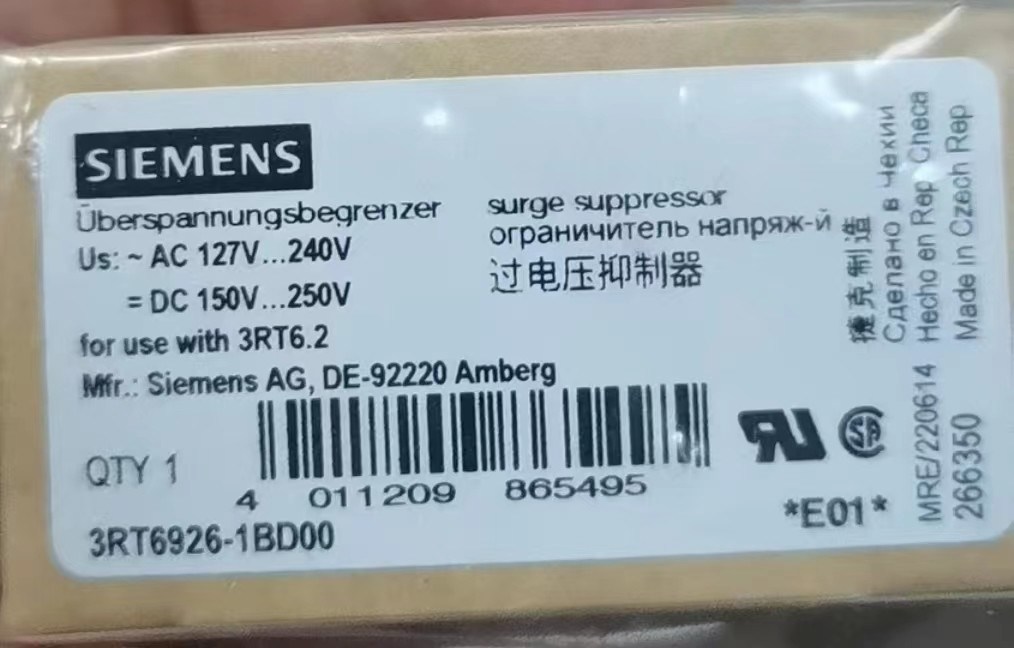 SIEMENS
Überspannungsbegrenzer
Us: ~ AC 127V...240V
= DC 150V...250V
for use with 3RT6.2
Mfr.: Siemens AG, DE-92220 Amberg
surge suppressor
ограничитель напряж-й
过电压抑制器
QTY 1
4 011209 865495
3RT6926-1BD00
*E01*
捷克制造
Сделано в Чехии
Hecho en Rep Checa
Made in Czech Rep
MRE/220614
266350